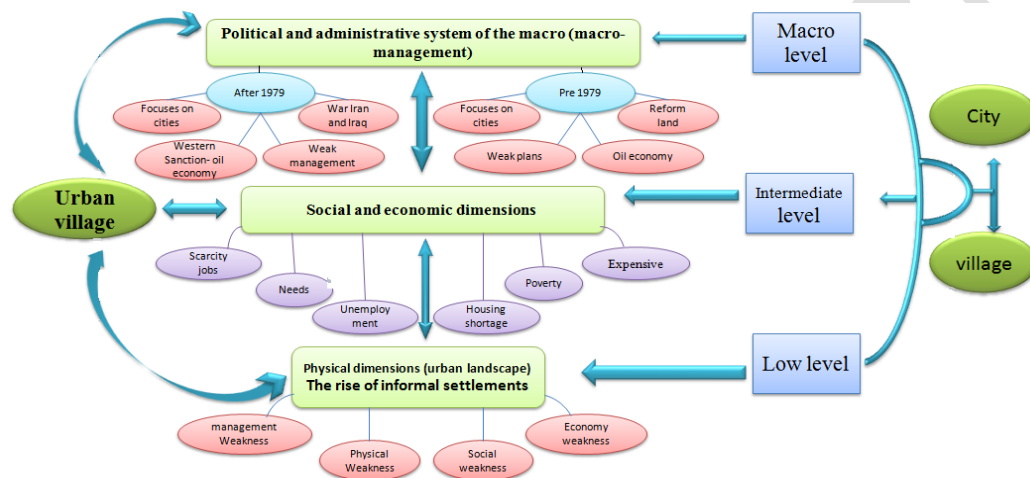 Political and administrative system of the macro (macro-
management)
Macro
level
After 1979
Pre 1979
Focuses on
cities
War Iran
and Iraq
Western
Sanction- oil
economy
Weak
management
Focuses on
cities
Reform
land
Weak plans
Oil economy
City
Urban
village
Social and economic dimensions
Intermediate
level
village
Scarcity
jobs
Needs
Unemploy
ment
Housing
shortage
Poverty
Expensive
Physical dimensions (urban landscape)
The rise of informal settlements
Low level
management
Weakness
Physical
Weakness
Social
weakness
Economy
weakness